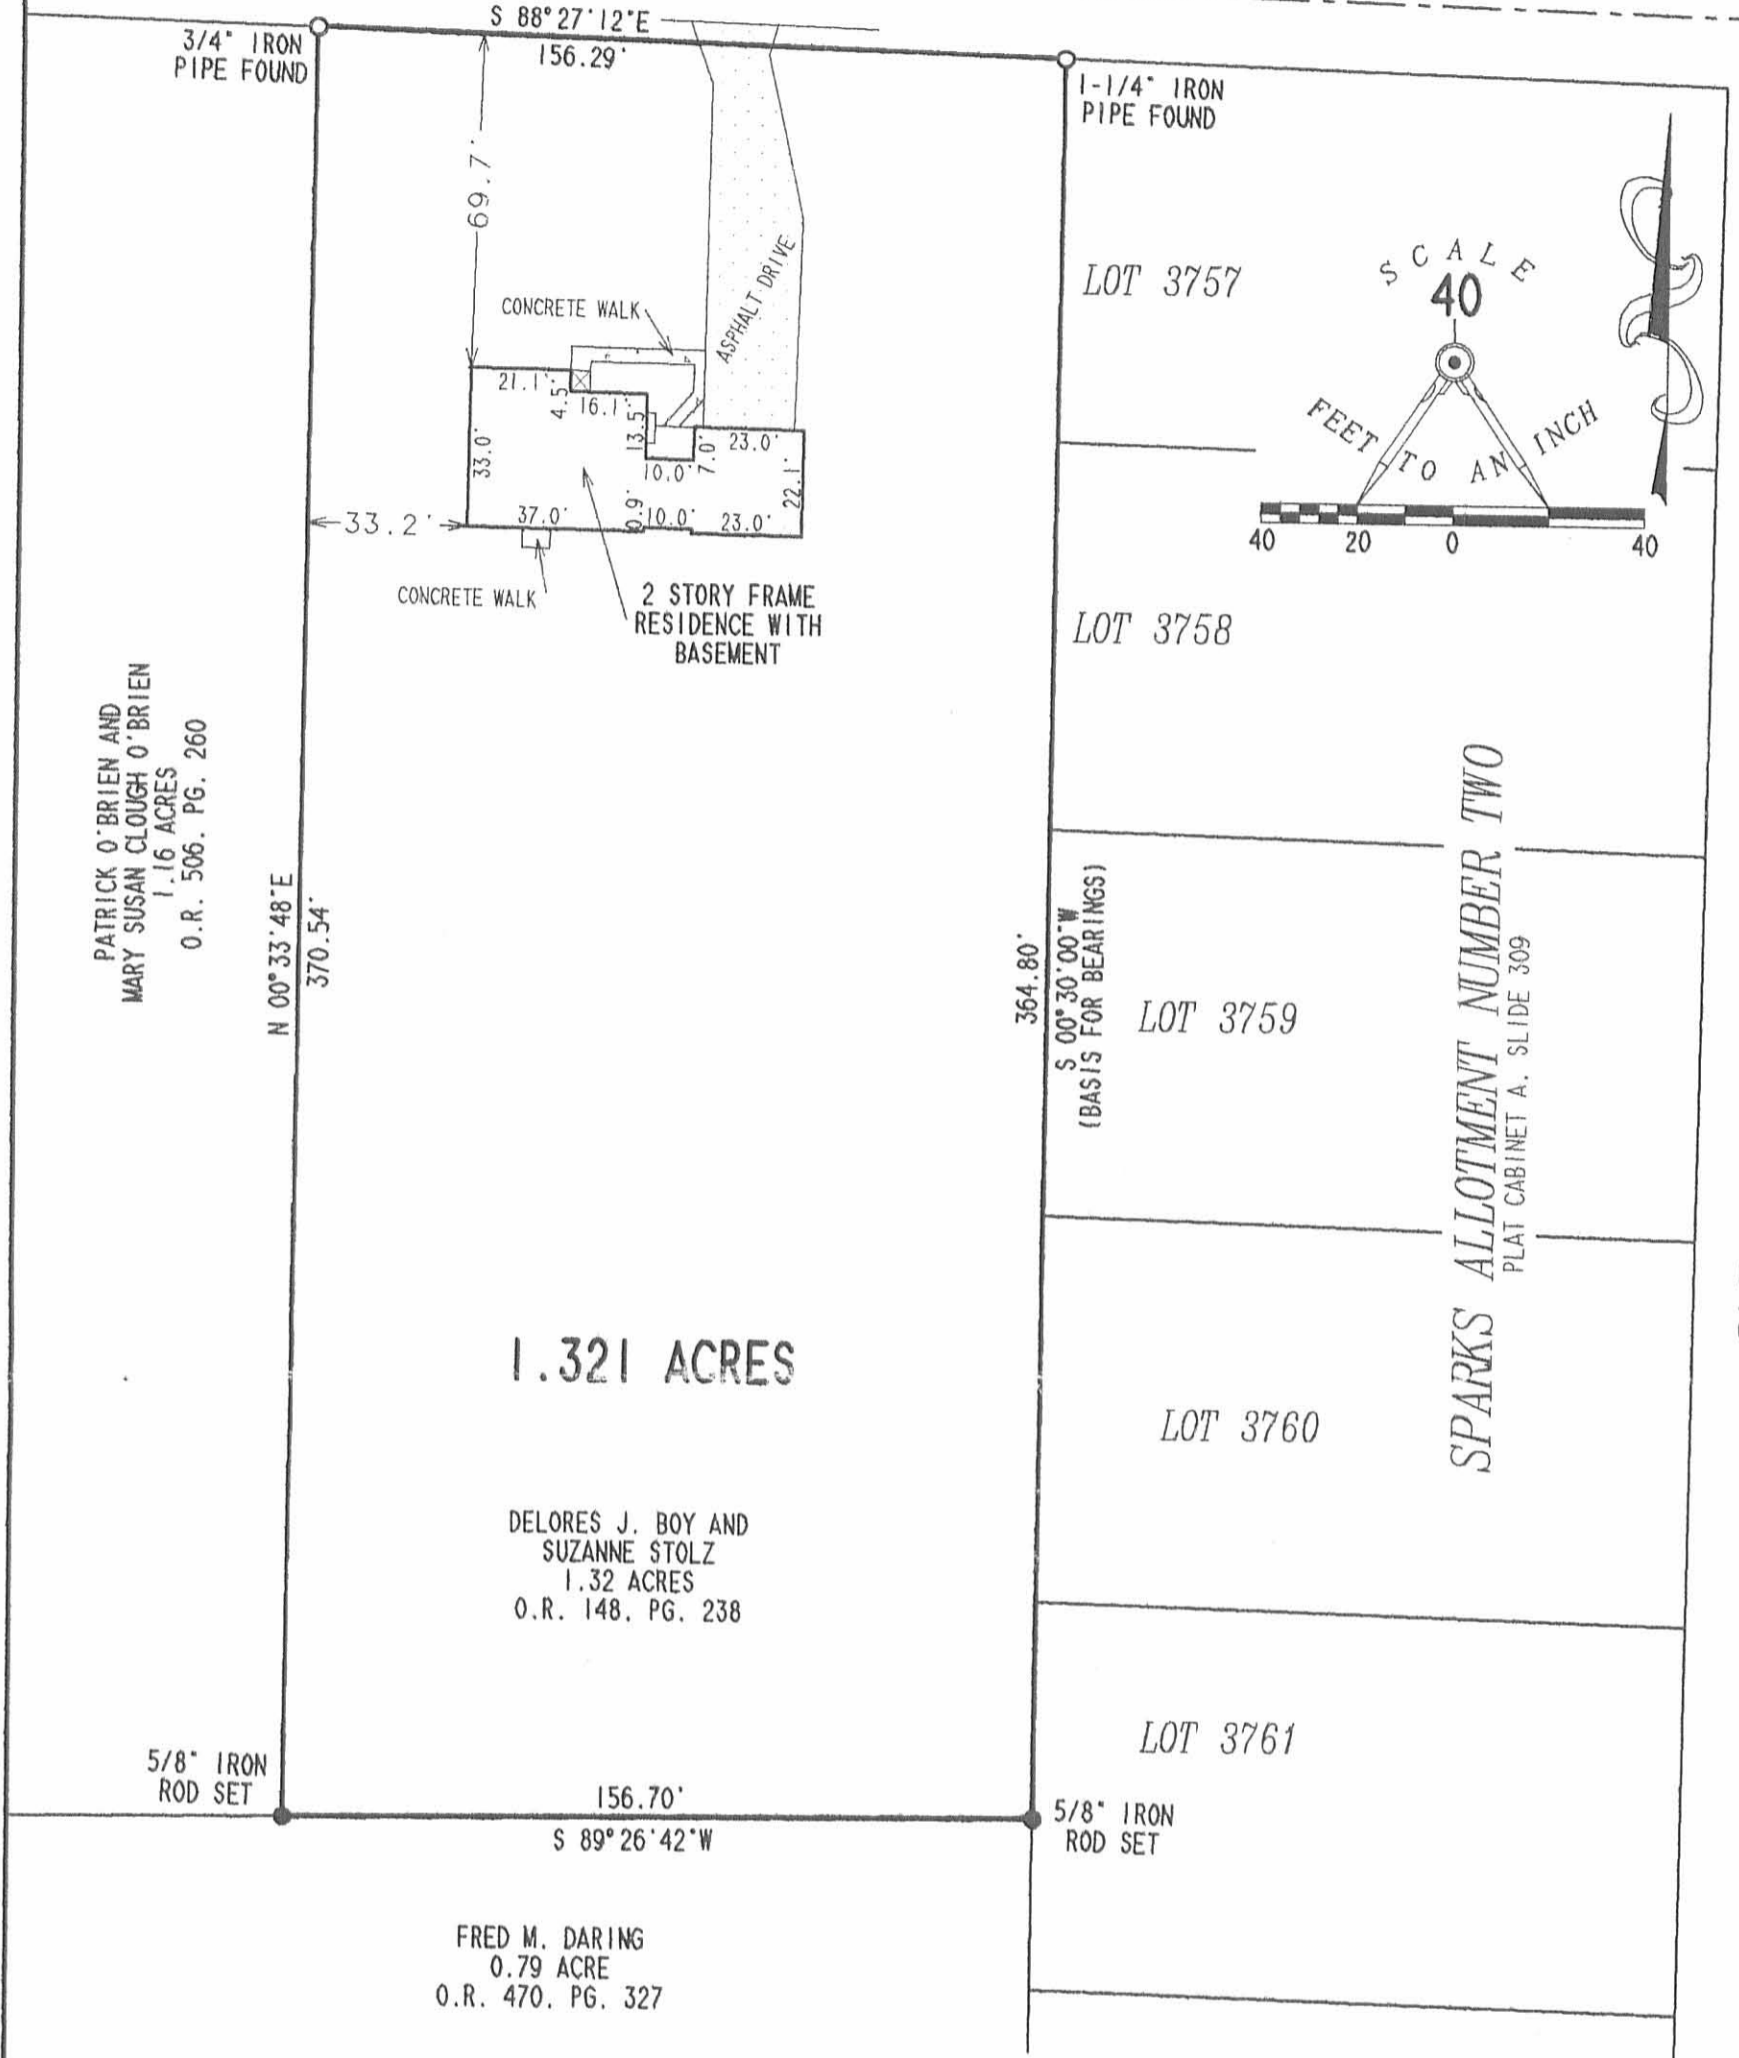 S 88°27'12"E
156.29'
3/4" IRON
PIPE FOUND
1-1/4" IRON
PIPE FOUND
69.7'
CONCRETE WALK
ASPHALT DRIVE
21.1'
4.5'
16.1'
13.5'
10.0'
7.0'
23.0'
22.1'
33.0'
37.0'
0.9'
10.0'
23.0'
33.2'
CONCRETE WALK
2 STORY FRAME
RESIDENCE WITH
BASEMENT
LOT 3757
SCALE
40
FEET TO AN INCH
40 20 0 40
LOT 3758
PATRICK O'BRIEN AND
MARY SUSAN CLOUGH O'BRIEN
1.16 ACRES
O.R. 506, PG. 260
N 00°33'48"E
370.54'
364.80'
S 00°30'00"W
(BASIS FOR BEARINGS)
LOT 3759
SPARKS ALLOTMENT NUMBER TWO
PLAT CABINET A, SLIDE 309
1.321 ACRES
LOT 3760
DELORES J. BOY AND
SUZANNE STOLZ
1.32 ACRES
O.R. 148, PG. 238
LOT 3761
5/8" IRON
ROD SET
156.70'
S 89°26'42"W
5/8" IRON
ROD SET
FRED M. DARING
0.79 ACRE
O.R. 470, PG. 327